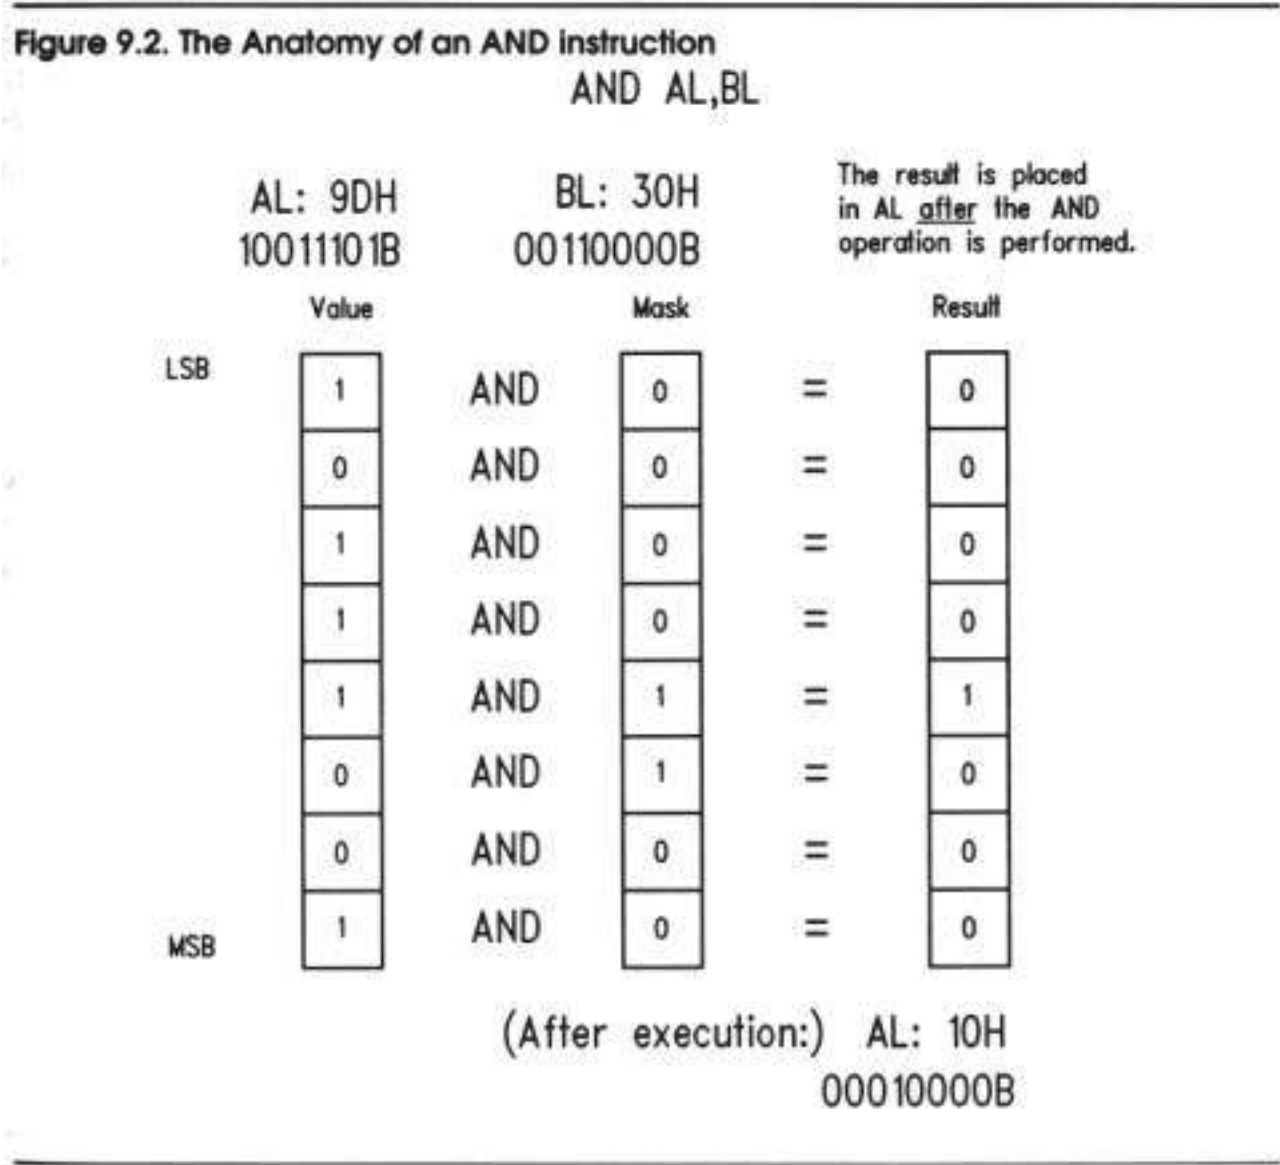 Figure 9.2. The Anatomy of an AND instruction
AND AL,BL
AL: 9DH BL: 30H
10011101B 00110000B
The result is placed
in AL after the AND
operation is performed.
Value Mask Result
LSB 1 AND 0 = 0
0 AND 0 = 0
1 AND 0 = 0
1 AND 0 = 0
1 AND 1 = 1
0 AND 1 = 0
0 AND 0 = 0
MSB 1 AND 0 = 0
(After execution:) AL: 10H
00010000B